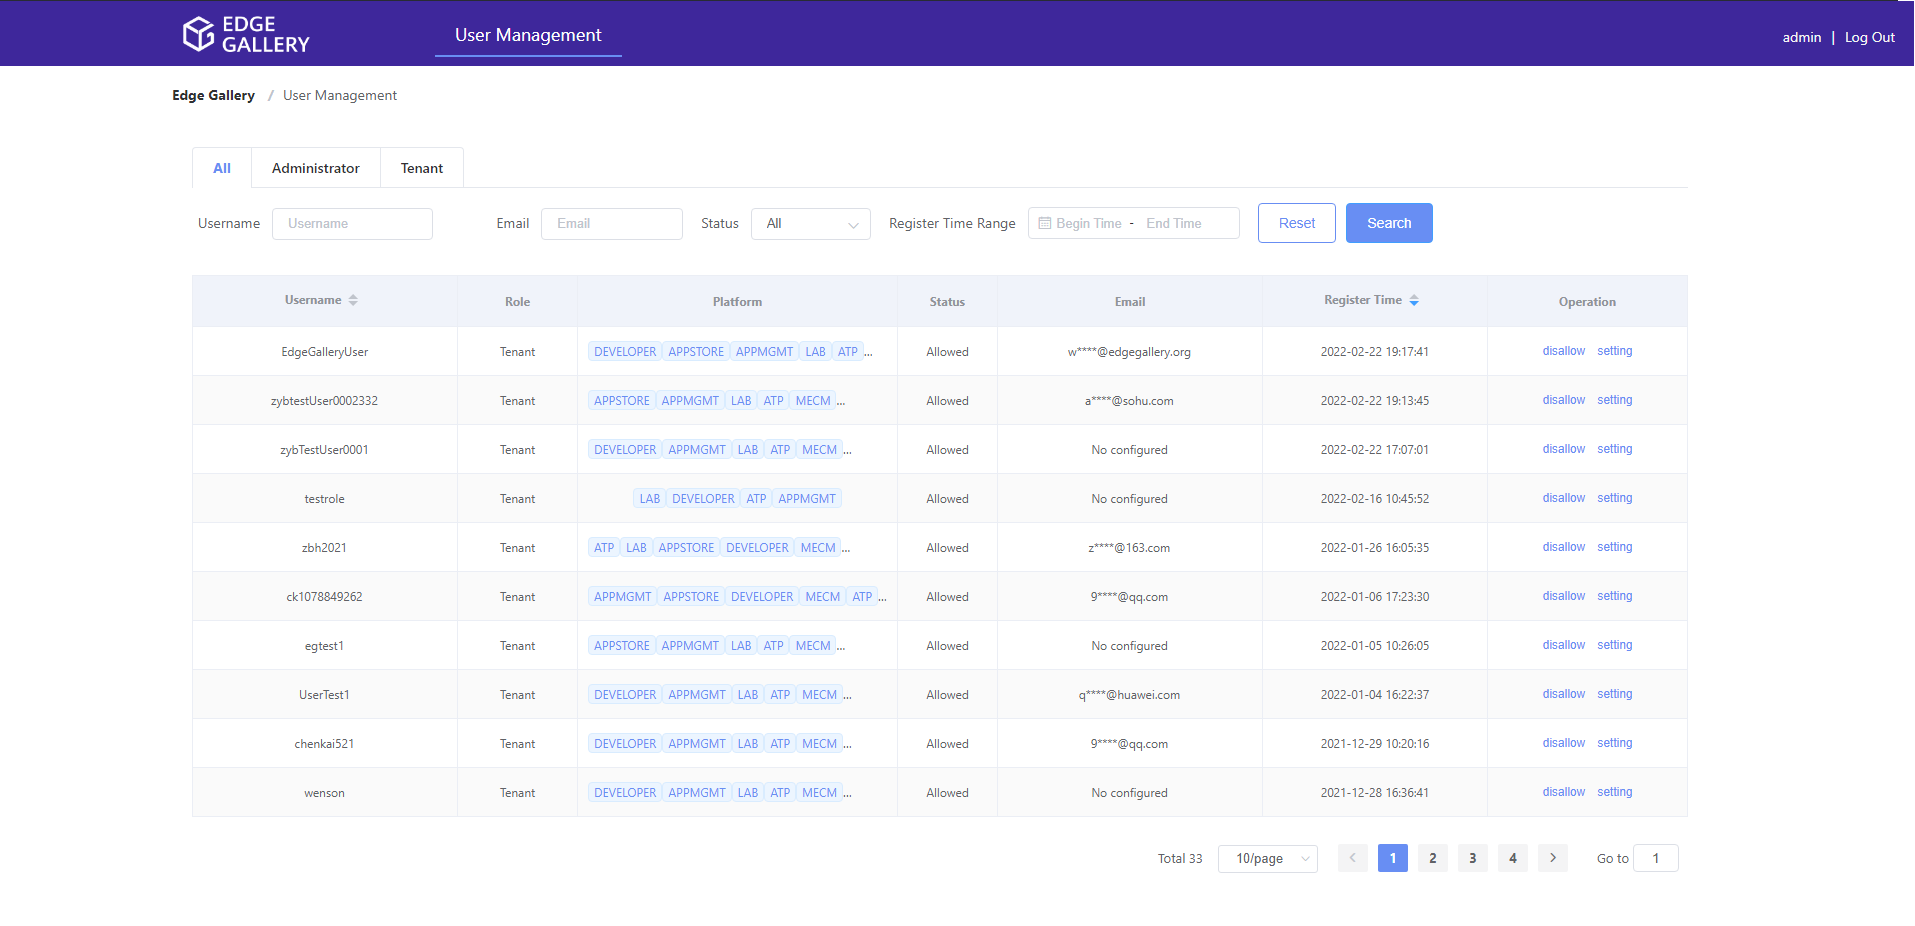 EDGE GALLERY
User Management
admin | Log Out
Edge Gallery / User Management
All Administrator Tenant
Username Username Email Email Status All Register Time Range Begin Time - End Time Reset Search
Username Role Platform Status Email Register Time Operation
EdgeGalleryUser Tenant DEVELOPER APPSTORE APPMGMT LAB ATP ... Allowed w****@edgegallery.org 2022-02-22 19:17:41 disallow setting
zybtestUser0002332 Tenant APPSTORE APPMGMT LAB ATP MECM ... Allowed a****@sohu.com 2022-02-22 19:13:45 disallow setting
zybTestUser0001 Tenant DEVELOPER APPMGMT LAB ATP MECM ... Allowed No configured 2022-02-22 17:07:01 disallow setting
testrole Tenant LAB DEVELOPER ATP APPMGMT Allowed No configured 2022-02-16 10:45:52 disallow setting
zbh2021 Tenant ATP LAB APPSTORE DEVELOPER MECM ... Allowed z****@163.com 2022-01-26 16:05:35 disallow setting
ck1078849262 Tenant APPMGMT APPSTORE DEVELOPER MECM ATP ... Allowed 9****@qq.com 2022-01-06 17:23:30 disallow setting
egtest1 Tenant APPSTORE APPMGMT LAB ATP MECM ... Allowed No configured 2022-01-05 10:26:05 disallow setting
UserTest1 Tenant DEVELOPER APPMGMT LAB ATP MECM ... Allowed q****@huawei.com 2022-01-04 16:22:37 disallow setting
chenkai521 Tenant DEVELOPER APPMGMT LAB ATP MECM ... Allowed 9****@qq.com 2021-12-29 10:20:16 disallow setting
wenson Tenant DEVELOPER APPMGMT LAB ATP MECM ... Allowed No configured 2021-12-28 16:36:41 disallow setting
Total 33 10/page < 1 2 3 4 > Go to 1